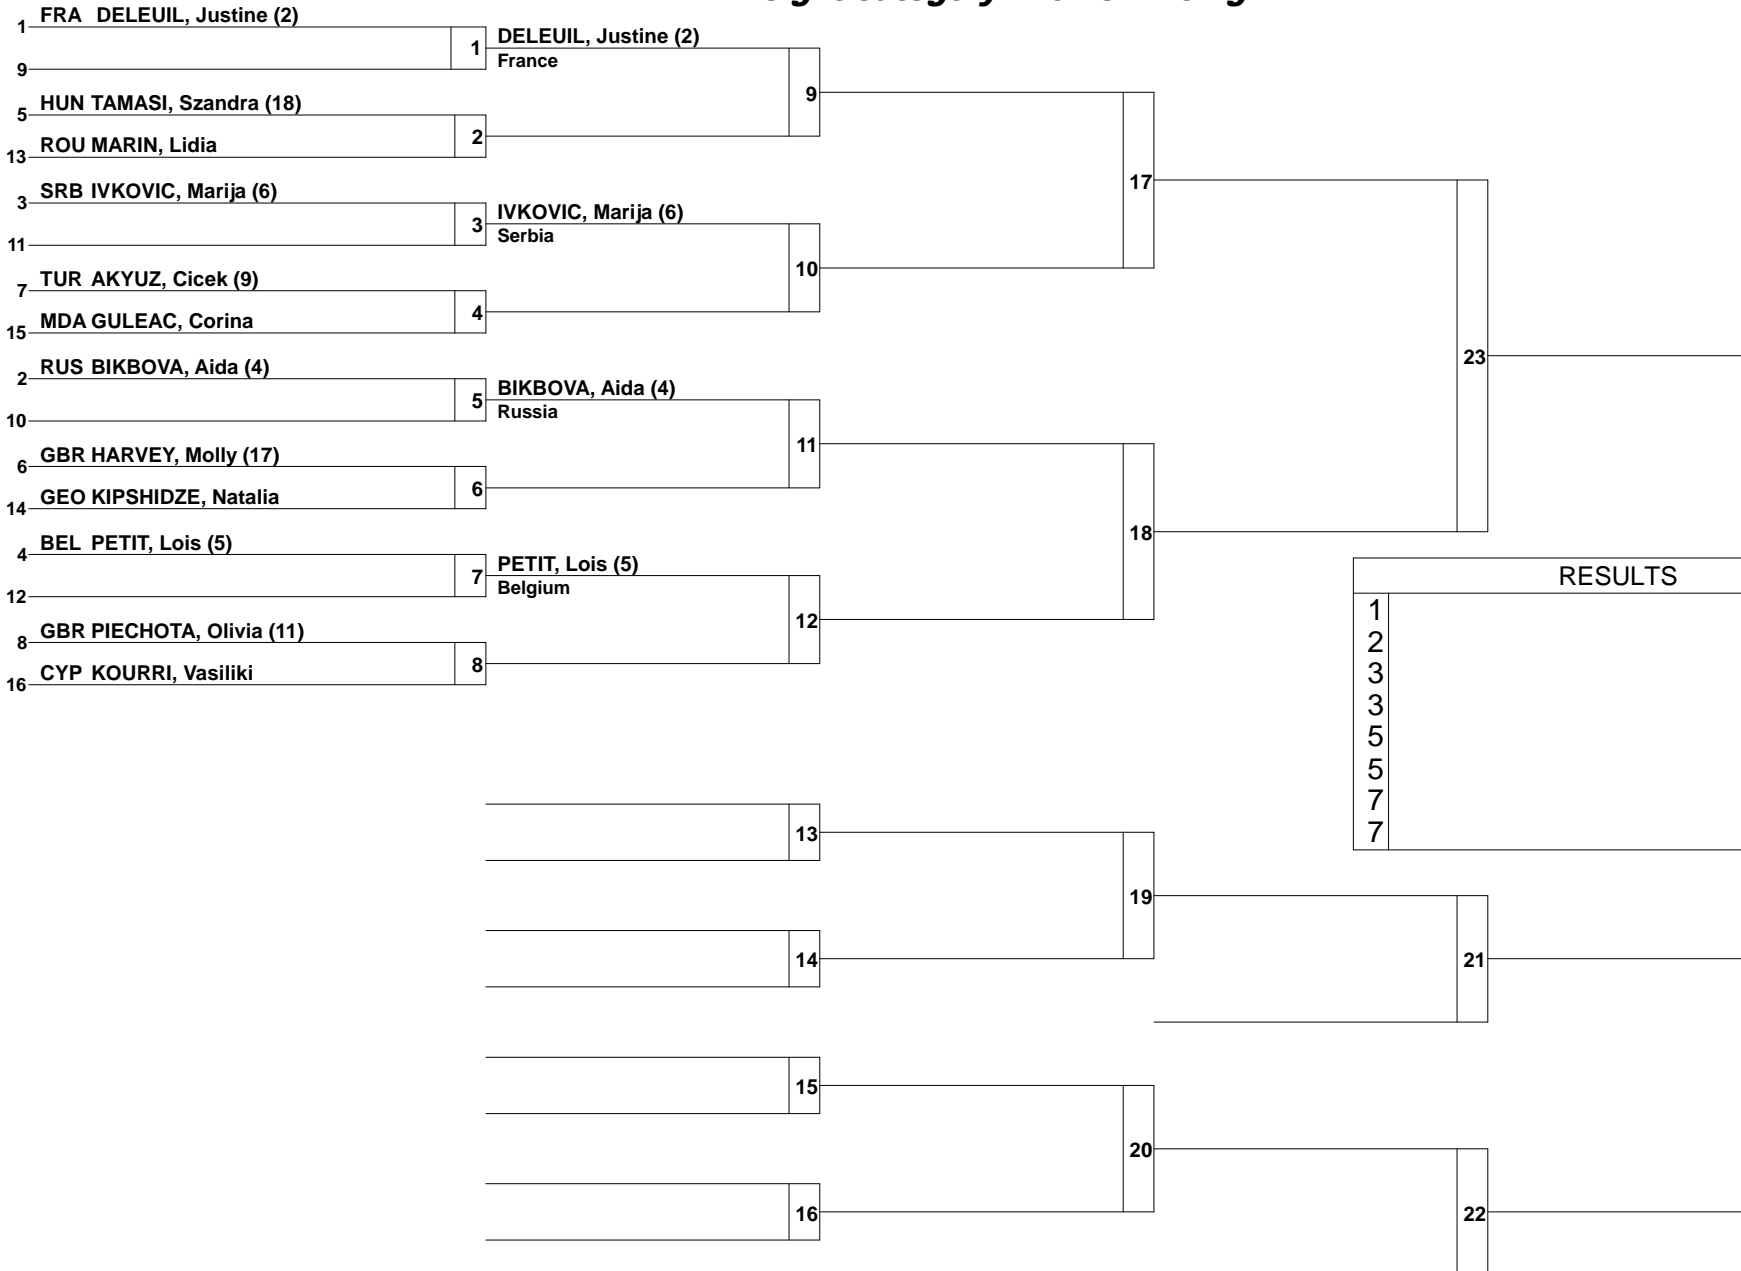 1 FRA DELEUIL, Justine (2)
9
1
5 HUN TAMASI, Szandra (18)
13 ROU MARIN, Lidia
2
3 SRB IVKOVIC, Marija (6)
11
3
7 TUR AKYUZ, Cicek (9)
15 MDA GULEAC, Corina
4
2 RUS BIKBOVA, Aida (4)
10
5
6 GBR HARVEY, Molly (17)
14 GEO KIPSHIDZE, Natalia
6
4 BEL PETIT, Lois (5)
12
7
8 GBR PIECHOTA, Olivia (11)
16 CYP KOURRI, Vasiliki
8
DELEUIL, Justine (2)
France
9
IVKOVIC, Marija (6)
Serbia
10
BIKBOVA, Aida (4)
Russia
11
PETIT, Lois (5)
Belgium
12
17
18
23
RESULTS
1
2
3
3
5
5
7
7
13
14
19
21
15
16
20
22